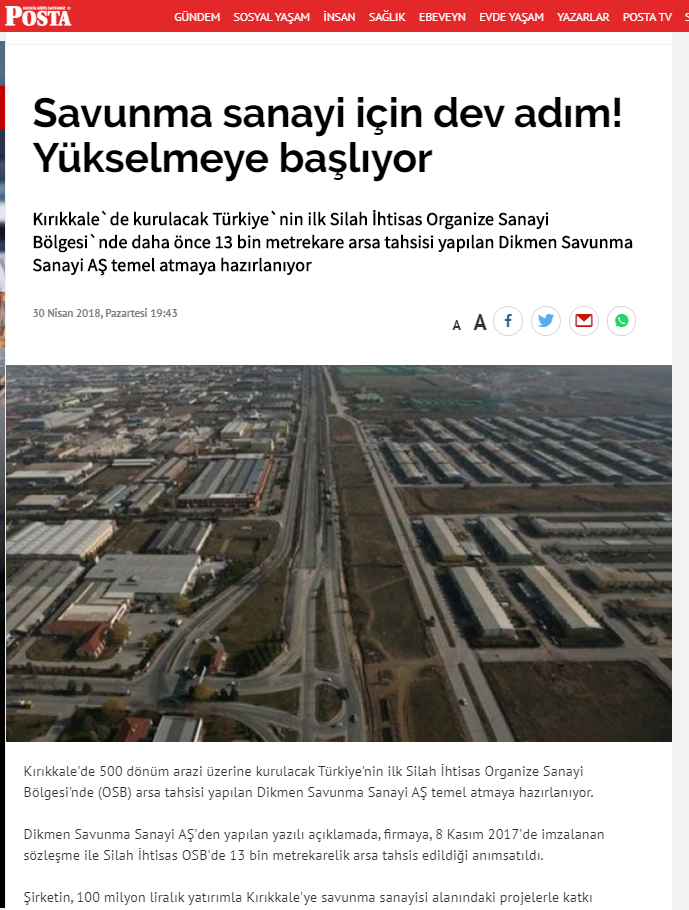 POSTA
GÜNDEM SOSYAL YAŞAM İNSAN SAĞLIK EBEVEYN EVDE YAŞAM YAZARLAR POSTA TV
Savunma sanayi için dev adım!
Yükselmeye başlıyor
Kırıkkale`de kurulacak Türkiye`nin ilk Silah İhtisas Organize Sanayi
Bölgesi`nde daha önce 13 bin metrekare arsa tahsisi yapılan Dikmen Savunma
Sanayi AŞ temel atmaya hazırlanıyor
30 Nisan 2018, Pazartesi 19:43
A A
Kırıkkale'de 500 dönüm arazi üzerine kurulacak Türkiye'nin ilk Silah İhtisas Organize Sanayi
Bölgesi'nde (OSB) arsa tahsisi yapılan Dikmen Savunma Sanayi AŞ temel atmaya hazırlanıyor.
Dikmen Savunma Sanayi AŞ'den yapılan yazılı açıklamada, firmaya, 8 Kasım 2017'de imzalanan
sözleşme ile Silah İhtisas OSB'de 13 bin metrekarelik arsa tahsis edildiği anımsatıldı.
Şirketin, 100 milyon liralık yatırımla Kırıkkale'ye savunma sanayisi alanındaki projelerle katkı